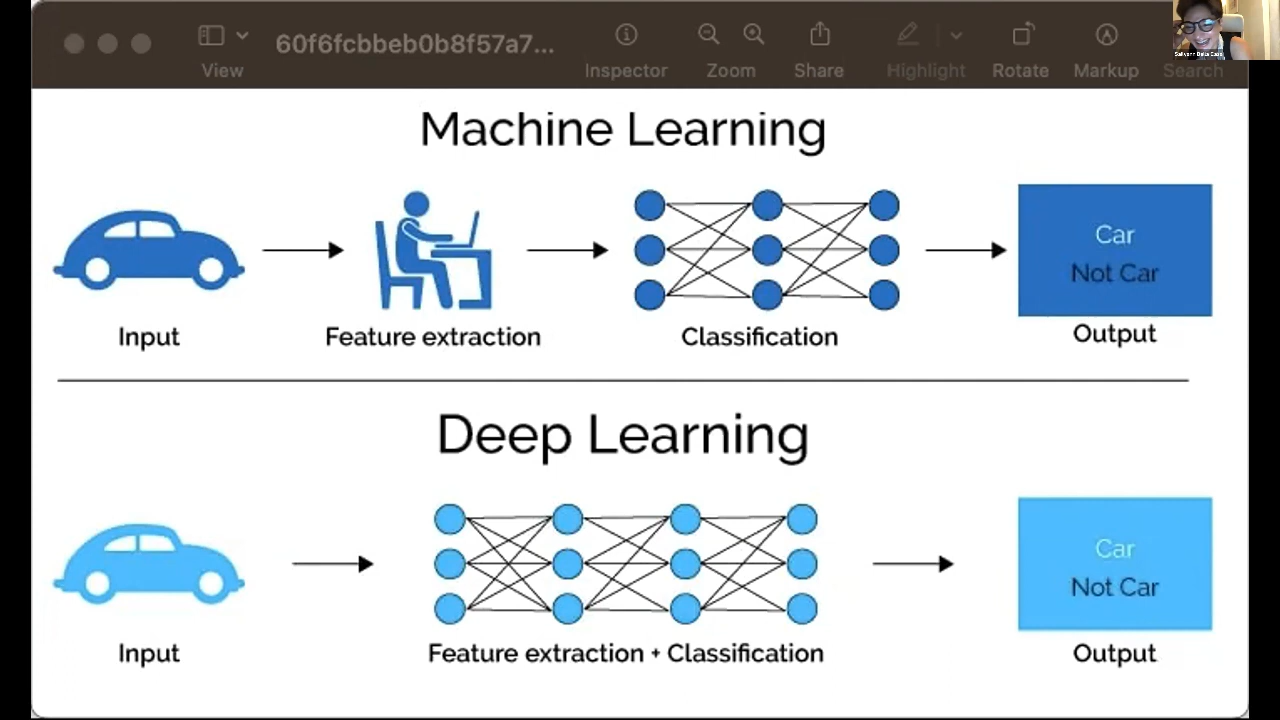 60f6fcbbeb0b8f57a7...
View
Inspector
Zoom
Share
Highlight
Rotate
Markup
Search
Machine Learning
Input
Feature extraction
Classification
Car
Not Car
Output
Deep Learning
Input
Feature extraction + Classification
Car
Not Car
Output